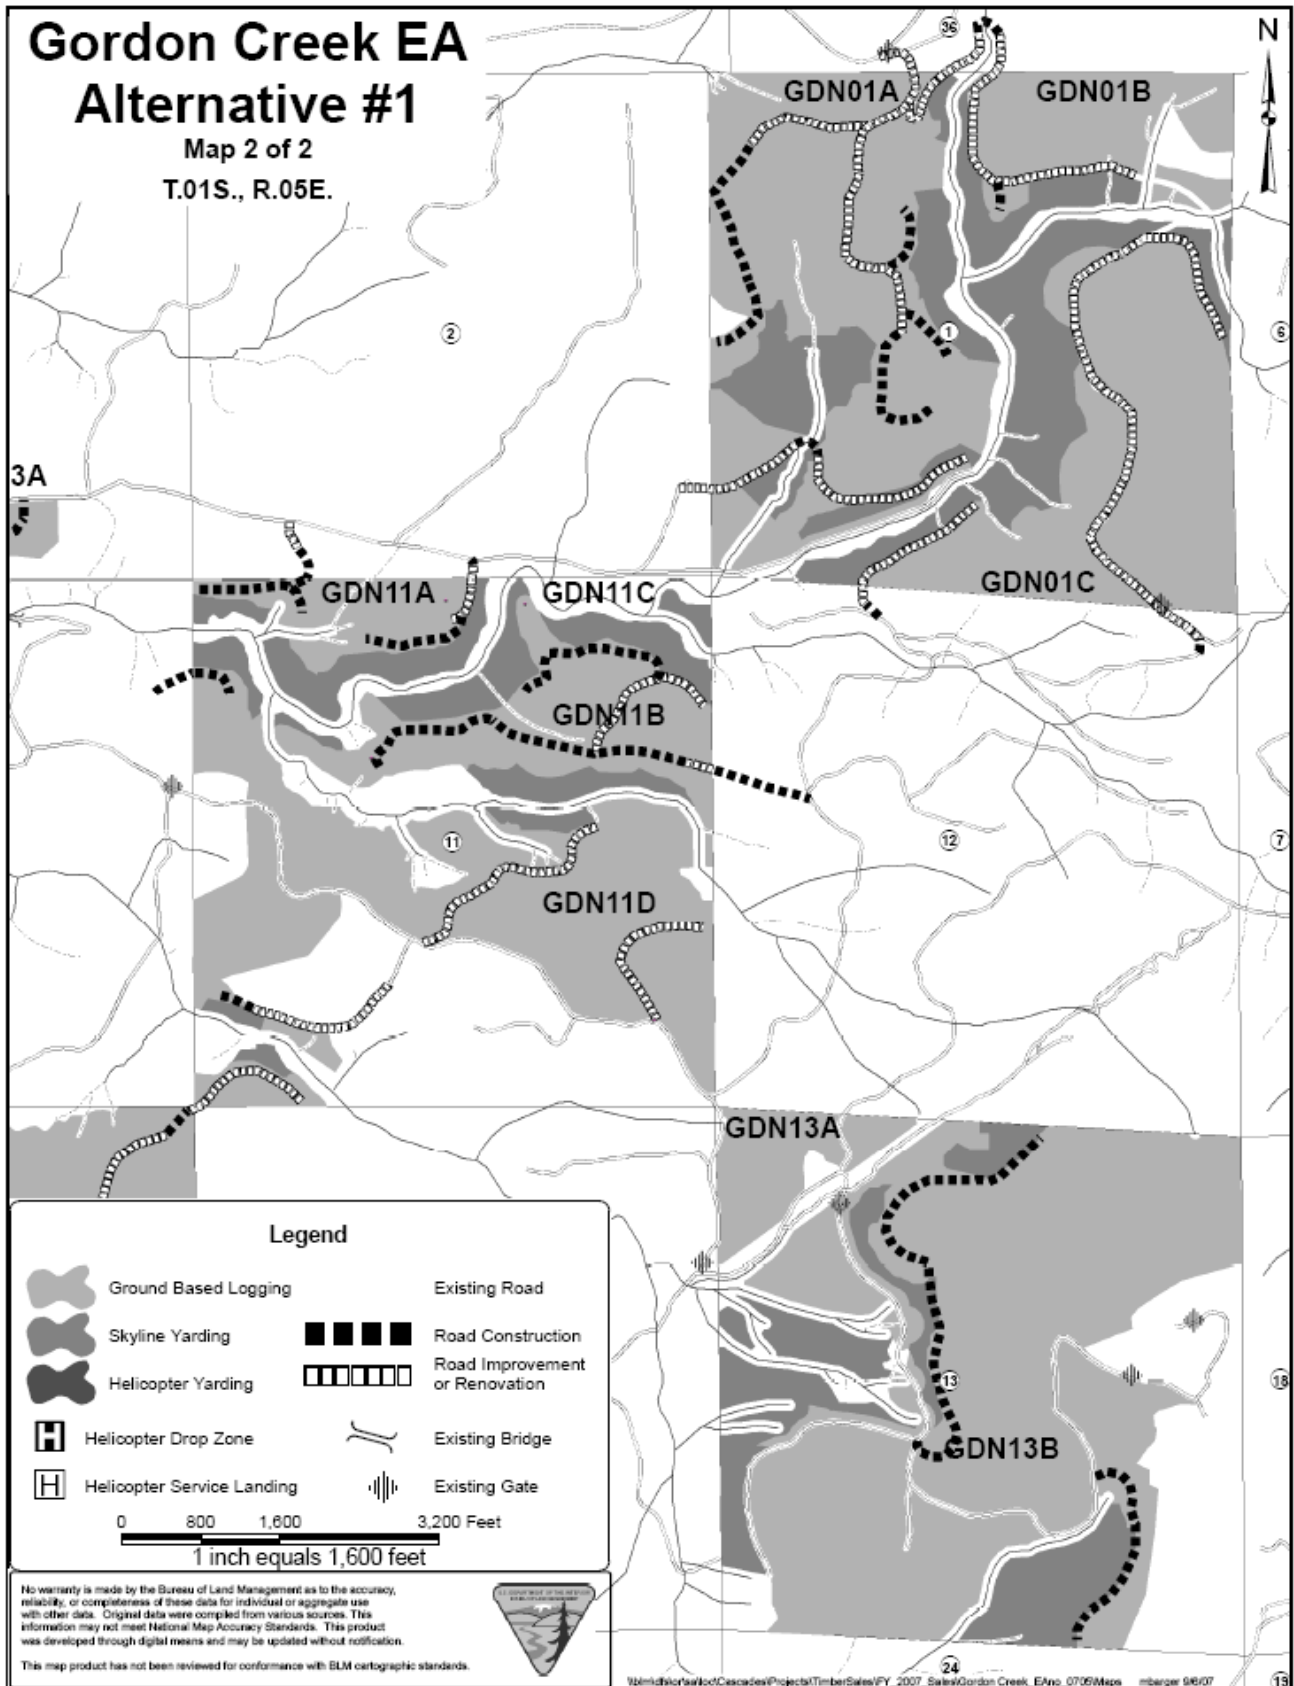 Gordon Creek EA
Alternative #1
Map 2 of 2
T.01S., R.05E.
N
36
GDN01A
GDN01B
2
1
6
3A
GDN01C
GDN11A
GDN11C
GDN11B
11
12
7
GDN11D
GDN13A
13
18
GDN13B
24
19
Legend
Ground Based Logging
Skyline Yarding
Helicopter Yarding
H Helicopter Drop Zone
H Helicopter Service Landing
Existing Road
Road Construction
Road Improvement
or Renovation
Existing Bridge
Existing Gate
0 800 1,600 3,200 Feet
1 inch equals 1,600 feet
No warranty is made by the Bureau of Land Management as to the accuracy,
reliability, or completeness of these data for individual or aggregate use
with other data. Original data were compiled from various sources. This
information may not meet National Map Accuracy Standards. This product
was developed through digital means and may be updated without notification.
This map product has not been reviewed for conformance with BLM cartographic standards.
mbarger 9/6/07